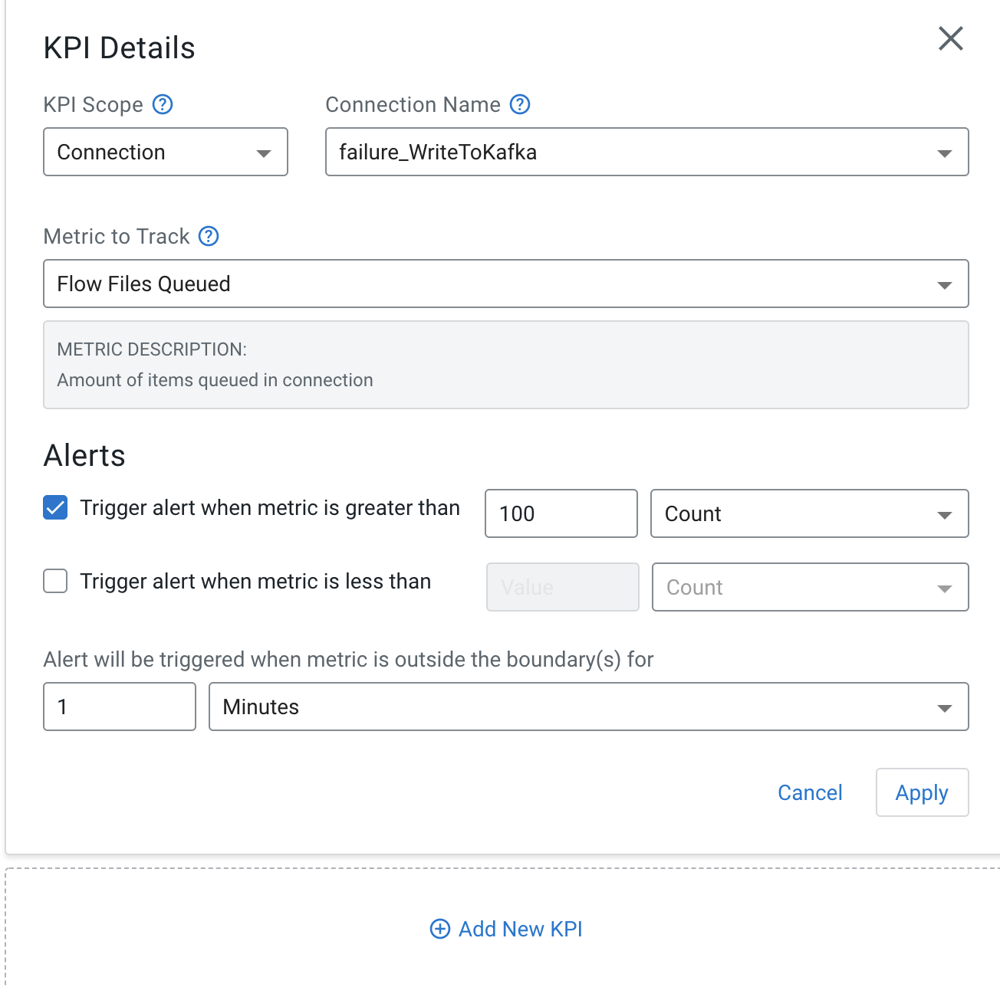 KPI Details
KPI Scope
Connection Name
Connection
failure_WriteToKafka
Metric to Track
Flow Files Queued
METRIC DESCRIPTION:
Amount of items queued in connection
Alerts
Trigger alert when metric is greater than
100
Count
Trigger alert when metric is less than
Value
Count
Alert will be triggered when metric is outside the boundary(s) for
1
Minutes
Cancel
Apply
Add New KPI